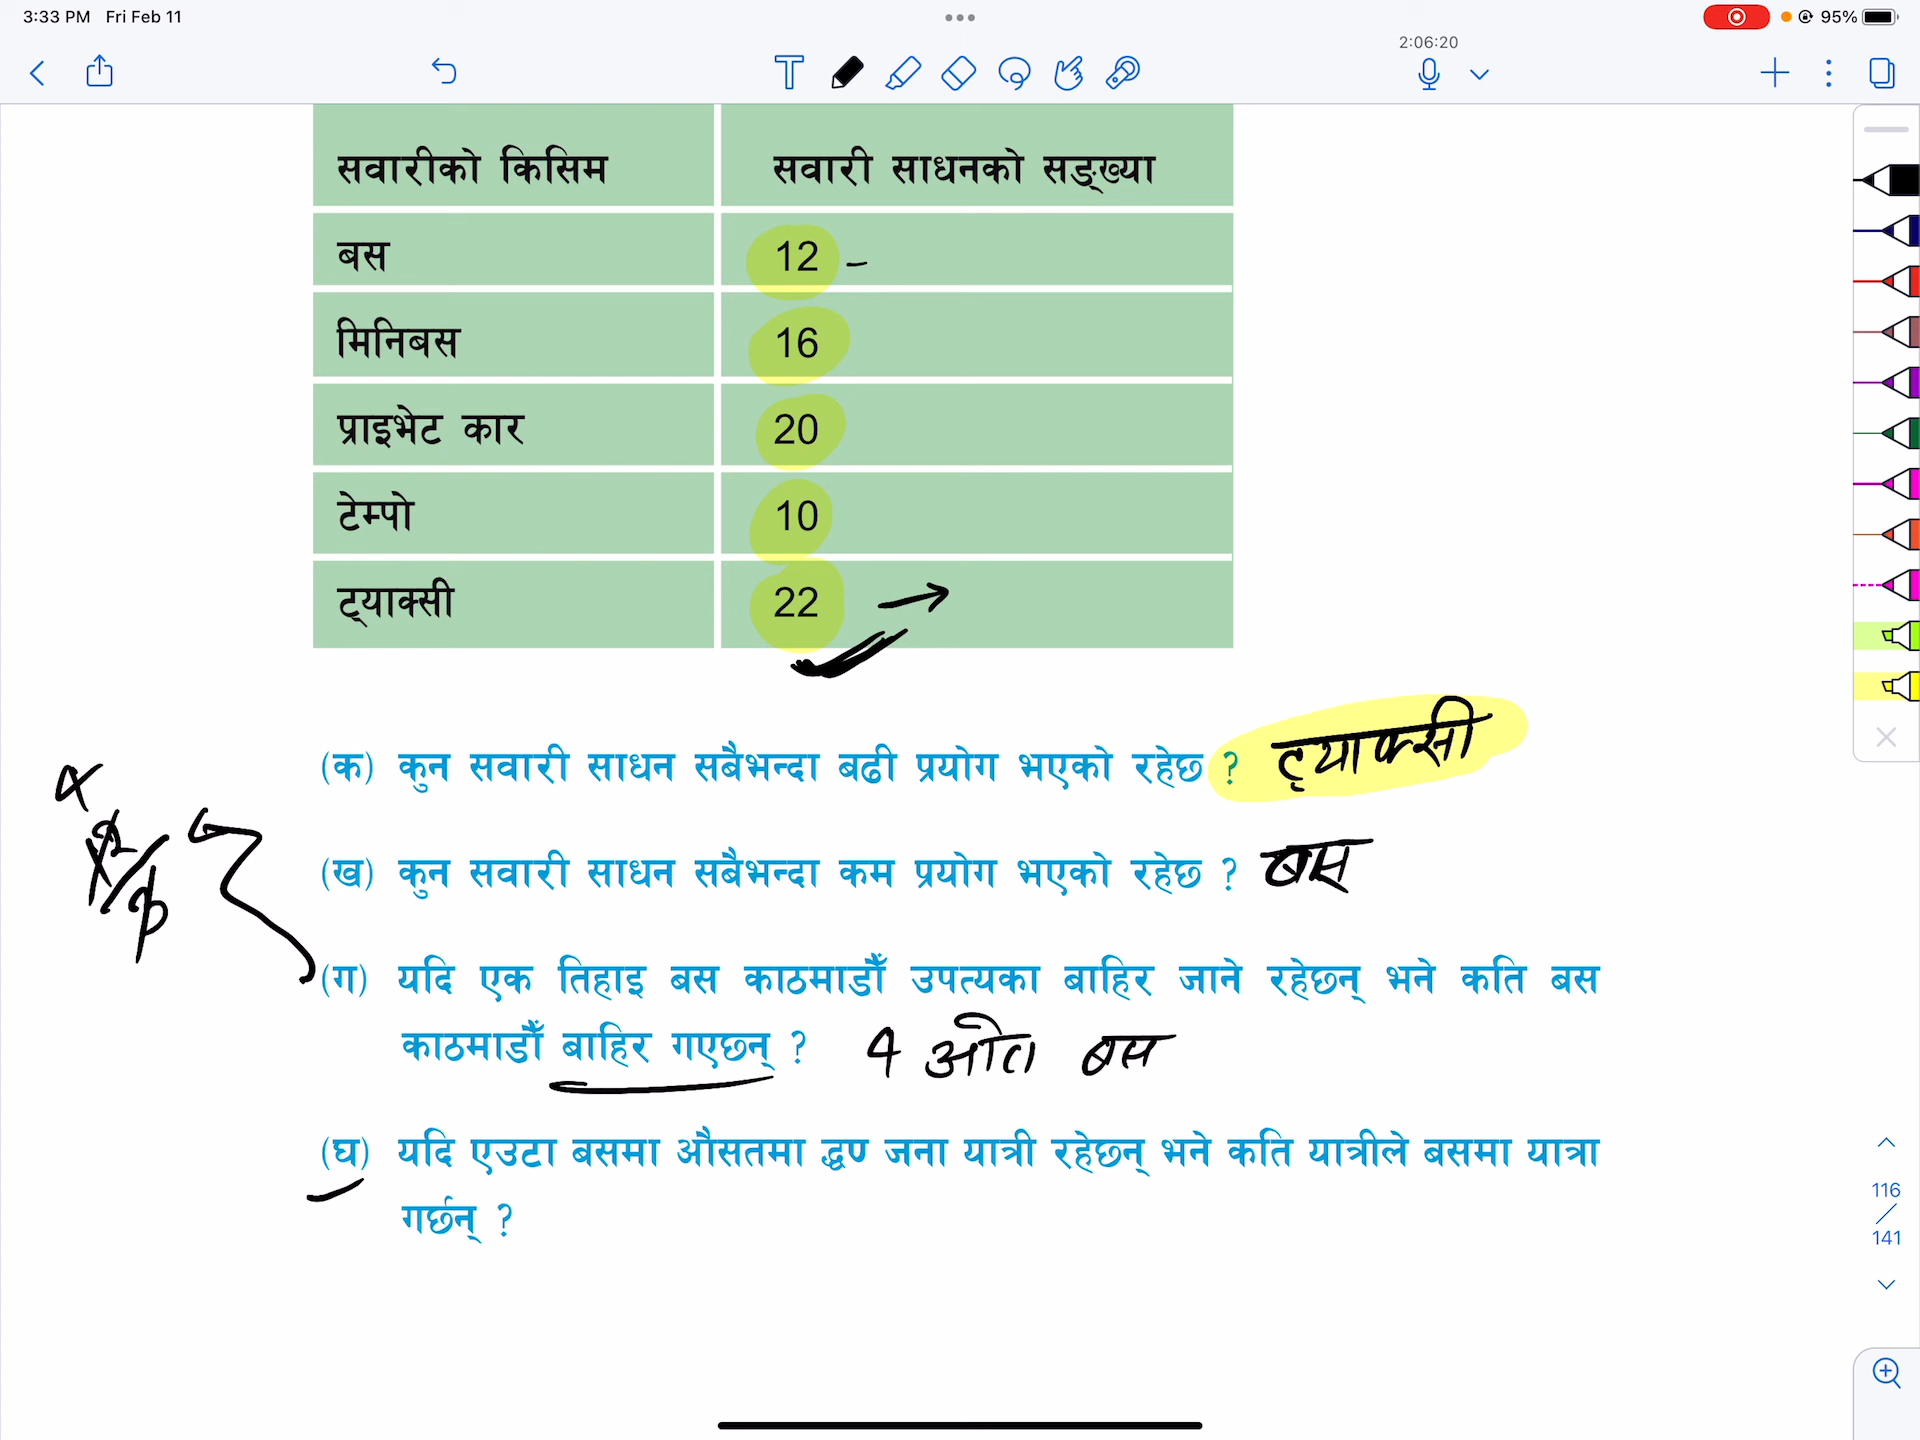 3:33 PM Fri Feb 11
95%
2:06:20
सवारीको किसिम सवारी साधनको सङ्ख्या
बस 12 -
मिनिबस 16
प्राइभेट कार 20
टेम्पो 10
ट्याक्सी 22 →
(क) कुन सवारी साधन सबैभन्दा बढी प्रयोग भएको रहेछ ? ट्याक्सी
(ख) कुन सवारी साधन सबैभन्दा कम प्रयोग भएको रहेछ ? बस
(ग) यदि एक तिहाइ बस काठमाडौँ उपत्यका बाहिर जाने रहेछन् भने कति बस
काठमाडौँ बाहिर गएछन् ? 4 ओटा बस
(घ) यदि एउटा बसमा औसतमा द्धण जना यात्री रहेछन् भने कति यात्रीले बसमा यात्रा
गर्छन् ?
116
/
141